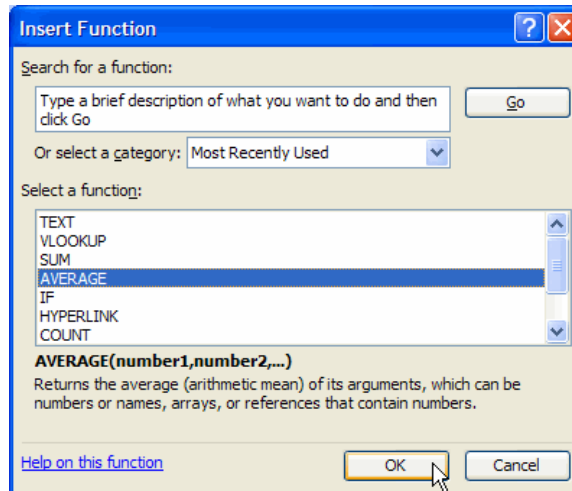 Insert Function
Search for a function:
Type a brief description of what you want to do and then
click Go
Go
Or select a category: Most Recently Used
Select a function:
TEXT
VLOOKUP
SUM
AVERAGE
IF
HYPERLINK
COUNT
AVERAGE(number1,number2,...)
Returns the average (arithmetic mean) of its arguments, which can be
numbers or names, arrays, or references that contain numbers.
Help on this function
OK
Cancel